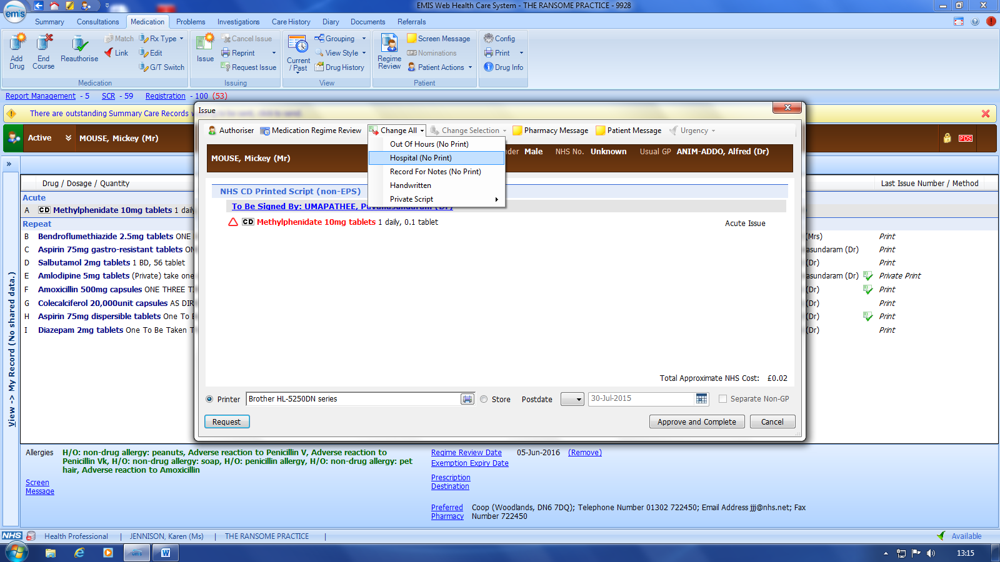 EMIS Web Health Care System - THE RANSOME PRACTICE - 9928
emis
Summary Consultations Medication Problems Investigations Care History Diary Documents Referrals
Add Drug
End Course
Reauthorise
Match
Link
Rx Type
Edit
G/T Switch
Medication
Issue
Cancel Issue
Reprint
Request Issue
Issuing
Current / Past
Grouping
View Style
Drug History
View
Regime Review
Screen Message
EPS Nominations
Patient Actions
Patient
Config
Print
Drug Info
Report Management - 5 SCR - 59 Registration - 100 (53)
There are outstanding Summary Care Records
Active MOUSE, Mickey (Mr) PDS
Issue
Authoriser Medication Regime Review Change All Change Selection Pharmacy Message Patient Message Urgency
Out Of Hours (No Print)
Hospital (No Print)
Record For Notes (No Print)
Handwritten
Private Script
MOUSE, Mickey (Mr) Male NHS No. Unknown Usual GP ANIM-ADDO, Alfred (Dr)
NHS CD Printed Script (non-EPS)
To Be Signed By: UMAPATHEE,
CD Methylphenidate 10mg tablets 1 daily, 0.1 tablet Acute Issue
Total Approximate NHS Cost: £0.02
Printer Brother HL-5250DN series Store Postdate 30-Jul-2015 Separate Non-GP
Request Approve and Complete Cancel
»
View -> My Record (No shared data.)
Drug / Dosage / Quantity Last Issue Number / Method
Acute
A CD Methylphenidate 10mg tablets 1 daily
Repeat
B Bendroflumethiazide 2.5mg tablets ONE (Mrs) Print
C Aspirin 75mg gastro-resistant tablets asundaram (Dr) Print
D Salbutamol 2mg tablets 1 BD, 56 tablet (Dr) Print
E Amlodipine 5mg tablets (Private) take one asundaram (Dr) Private Print
F Amoxicillin 500mg capsules ONE THREE (Dr) Print
G Colecalciferol 20,000unit capsules AS (Dr) Print
H Aspirin 75mg dispersible tablets One To (Dr) Print
I Diazepam 2mg tablets One To Be Taken (Dr) Print
Allergies H/O: non-drug allergy: peanuts, Adverse reaction to Penicillin V, Adverse reaction to
Penicillin Vk, H/O: non-drug allergy: soap, H/O: penicillin allergy, H/O: non-drug allergy: pet
hair, Adverse reaction to Amoxicillin
Screen
Message
Regime Review Date 05-Jun-2016 (Remove)
Exemption Expiry Date
Prescription
Destination
Preferred Coop (Woodlands, DN6 7DQ); Telephone Number 01302 722450; Email Address jjj@nhs.net; Fax
Pharmacy Number 722450
NHS Health Professional | JENNISON, Karen (Ms) | THE RANSOME PRACTICE | Available
13:15